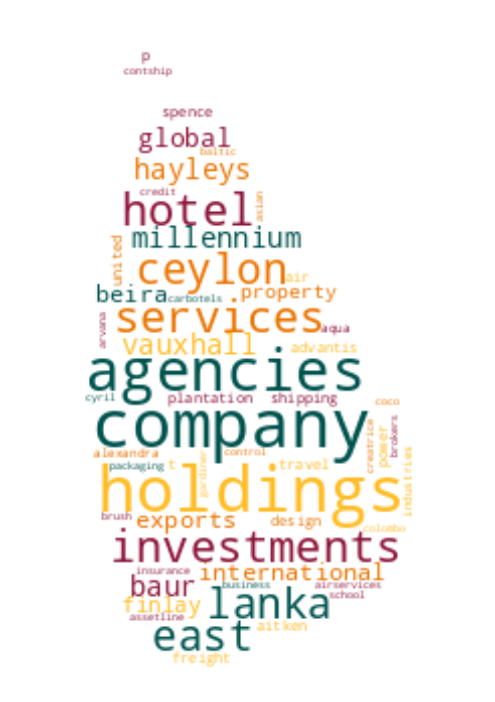 p
contship
spence
global
baltic
hayleys
credit
hotel
asian
millennium
united
ceylon
air
beira
carbotels
property
services
arvana
aqua
vauxhall
advantis
agencies
cyril
plantation
shipping
coco
company
brokers
creatrice
power
alexandra
control
packaging
t
gardiner
travel
industries
holdings
brush
exports
design
colombo
investments
insurance
international
baur
business
airservices
school
finlay
lanka
assetline
east
aitken
freight